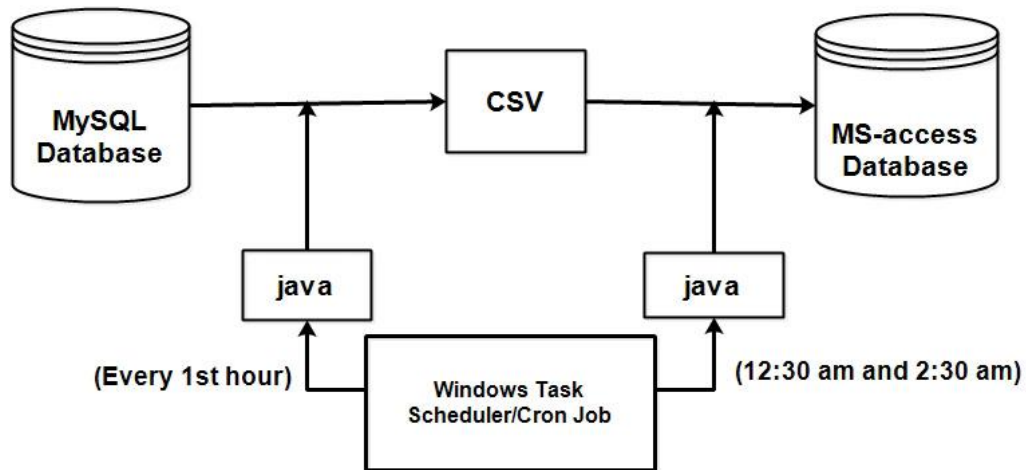 MySQL
Database
CSV
MS-access
Database
java
java
(Every 1st hour)
Windows Task
Scheduler/Cron Job
(12:30 am and 2:30 am)